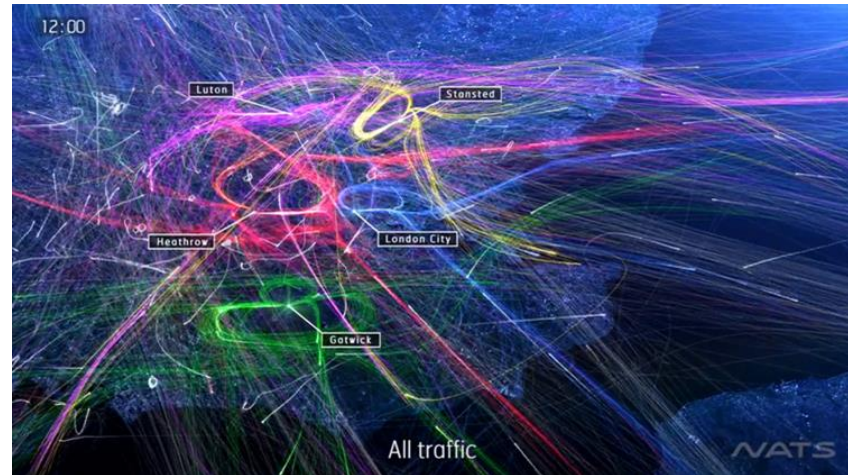 12:00
Luton
Stansted
Heathrow
London City
Gatwick
All traffic
NATS